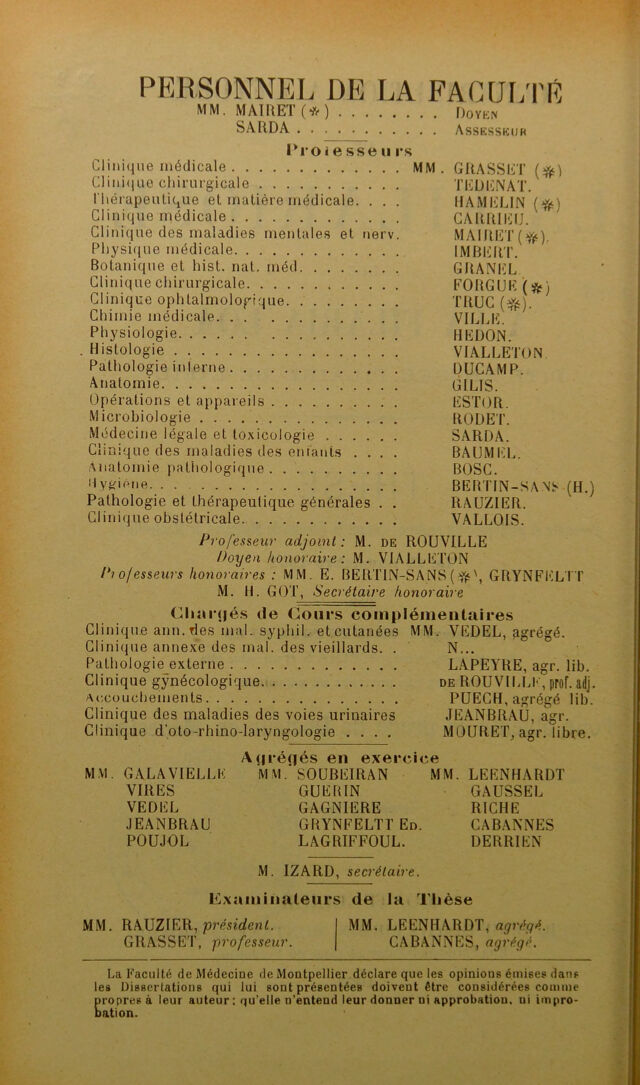 PERSONNEL DE LA FACULTÉ
MM. MAIRET (✻) . . . . . . . . DOYEN
SARDA . . . . . . . . . . ASSESSEUR
Professeurs
Clinique médicale . . . . . . . . . . . . . MM. GRASSET (✻)
Clinique chirurgicale . . . . . . . . . . . TEDENAT.
Thérapeutique et matière médicale. . . . HAMELIN (✻)
Clinique médicale . . . . . . . . . . . . . CARRIEU.
Clinique des maladies mentales et nerv. MAIRET (✻).
Physique médicale. . . . . . . . . . . . . IMBERT.
Botanique et hist. nat. méd. . . . . . . . GRANEL
Clinique chirurgicale. . . . . . . . . . . . FORGUE (✻)
Clinique ophtalmologique. . . . . . . . . TRUC (✻).
Chimie médicale. . . . . . . . . . . . . . VILLE.
Physiologie. . . . . . . . . . . . . . . . . HEDON.
Histologie . . . . . . . . . . . . . . . . . VIALLETON.
Pathologie interne . . . . . . . . . . . . . DUCAMP.
Anatomie. . . . . . . . . . . . . . . . . . GILIS.
Opérations et appareils . . . . . . . . . . ESTOR.
Microbiologie . . . . . . . . . . . . . . . RODET.
Médecine légale et toxicologie . . . . . . SARDA.
Clinique des maladies des enfants . . . . BAUMEL.
Anatomie pathologique . . . . . . . . . . BOSC.
Hygiène. . . . . . . . . . . . . . . . . . . BERTIN-SANS (H.)
Pathologie et thérapeutique générales . . RAUZIER.
Clinique obstétricale. . . . . . . . . . . . VALLOIS.
Professeur adjoint : M. DE ROUVILLE
Doyen honoraire : M. VIALLETON
Professeurs honoraires : MM. E. BERTIN-SANS (✻), GRYNFELTT
M. H. GOT, Secrétaire honoraire
Chargés de Cours complémentaires
Clinique ann. des mal. syphil. et cutanées MM. VEDEL, agrégé.
Clinique annexe des mal. des vieillards. . N...
Pathologie externe . . . . . . . . . . . . . LAPEYRE, agr. lib.
Clinique gynécologique. . . . . . . . . . . DE ROUVILLE, prof. adj.
Accouchements. . . . . . . . . . . . . . . PUECH, agrégé lib.
Clinique des maladies des voies urinaires JEANBRAU, agr.
Clinique d'oto-rhino-laryngologie . . . . MOURET, agr. libre.
Agrégés en exercice
MM. GALAVIELLE MM. SOUBEIRAN MM. LEENHARDT
VIRES GUERIN GAUSSEL
VEDEL GAGNIERE RICHE
JEANBRAU GRYNFELTT ED. CABANNES
POUJOL LAGRIFFOUL. DERRIEN
M. IZARD, secrétaire.
Examinateurs de la Thèse
MM. RAUZIER, président. MM. LEENHARDT, agrégé.
GRASSET, professeur. CABANNES, agrégé.
La Faculté de Médecine de Montpellier déclare que les opinions émises dans
les Dissertations qui lui sont présentées doivent être considérées comme
propres à leur auteur ; qu'elle n'entend leur donner ni approbation, ni impro-
bation.